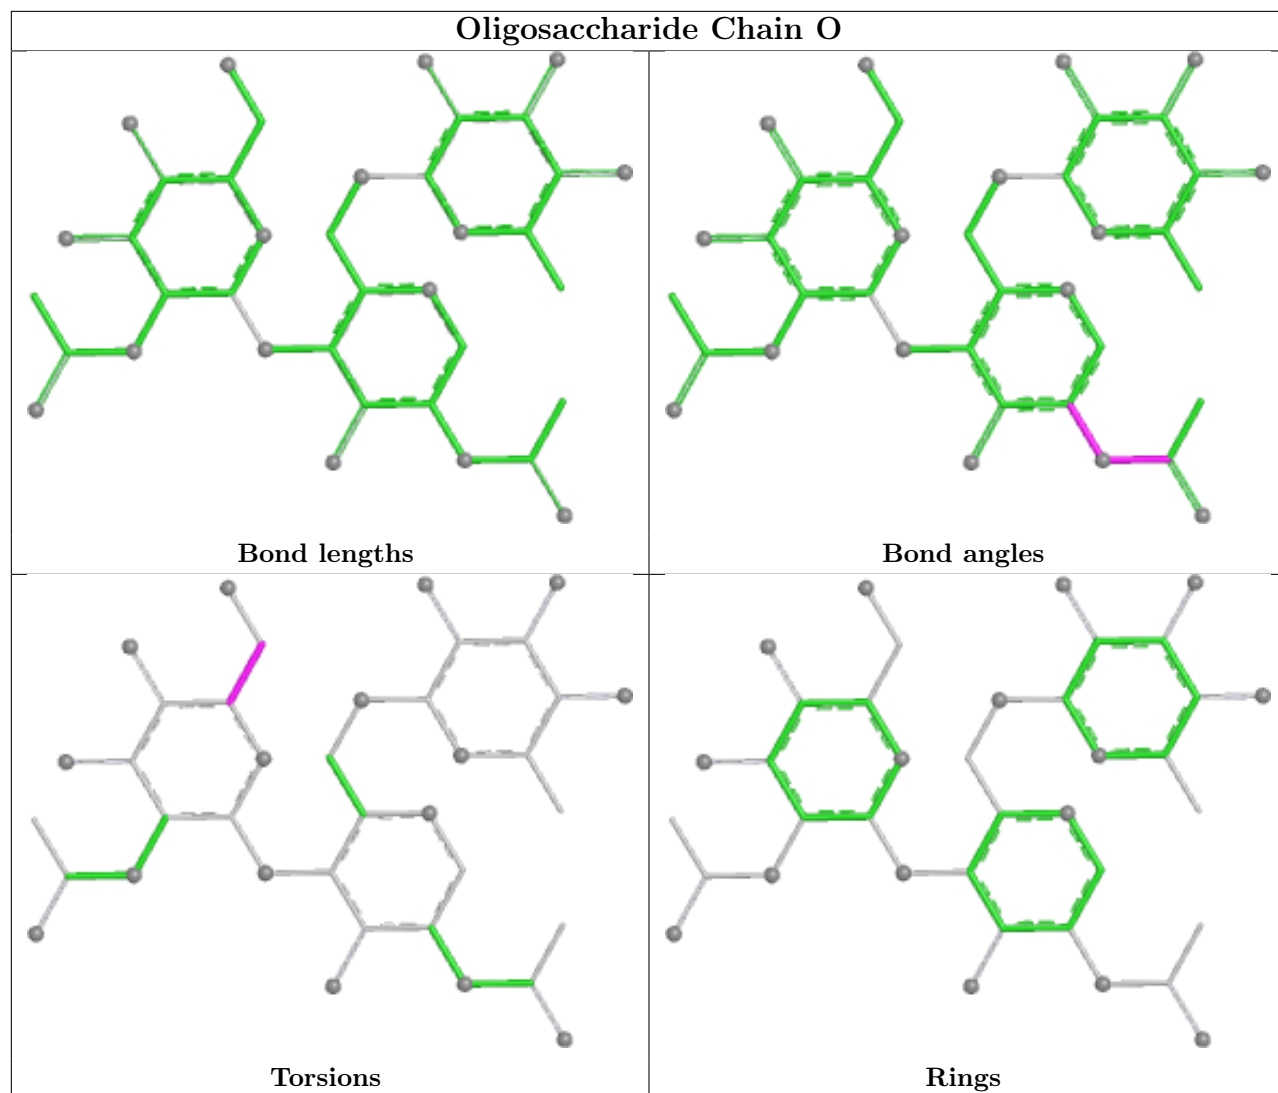 Oligosaccharide Chain O
Bond lengths
Bond angles
Torsions
Rings